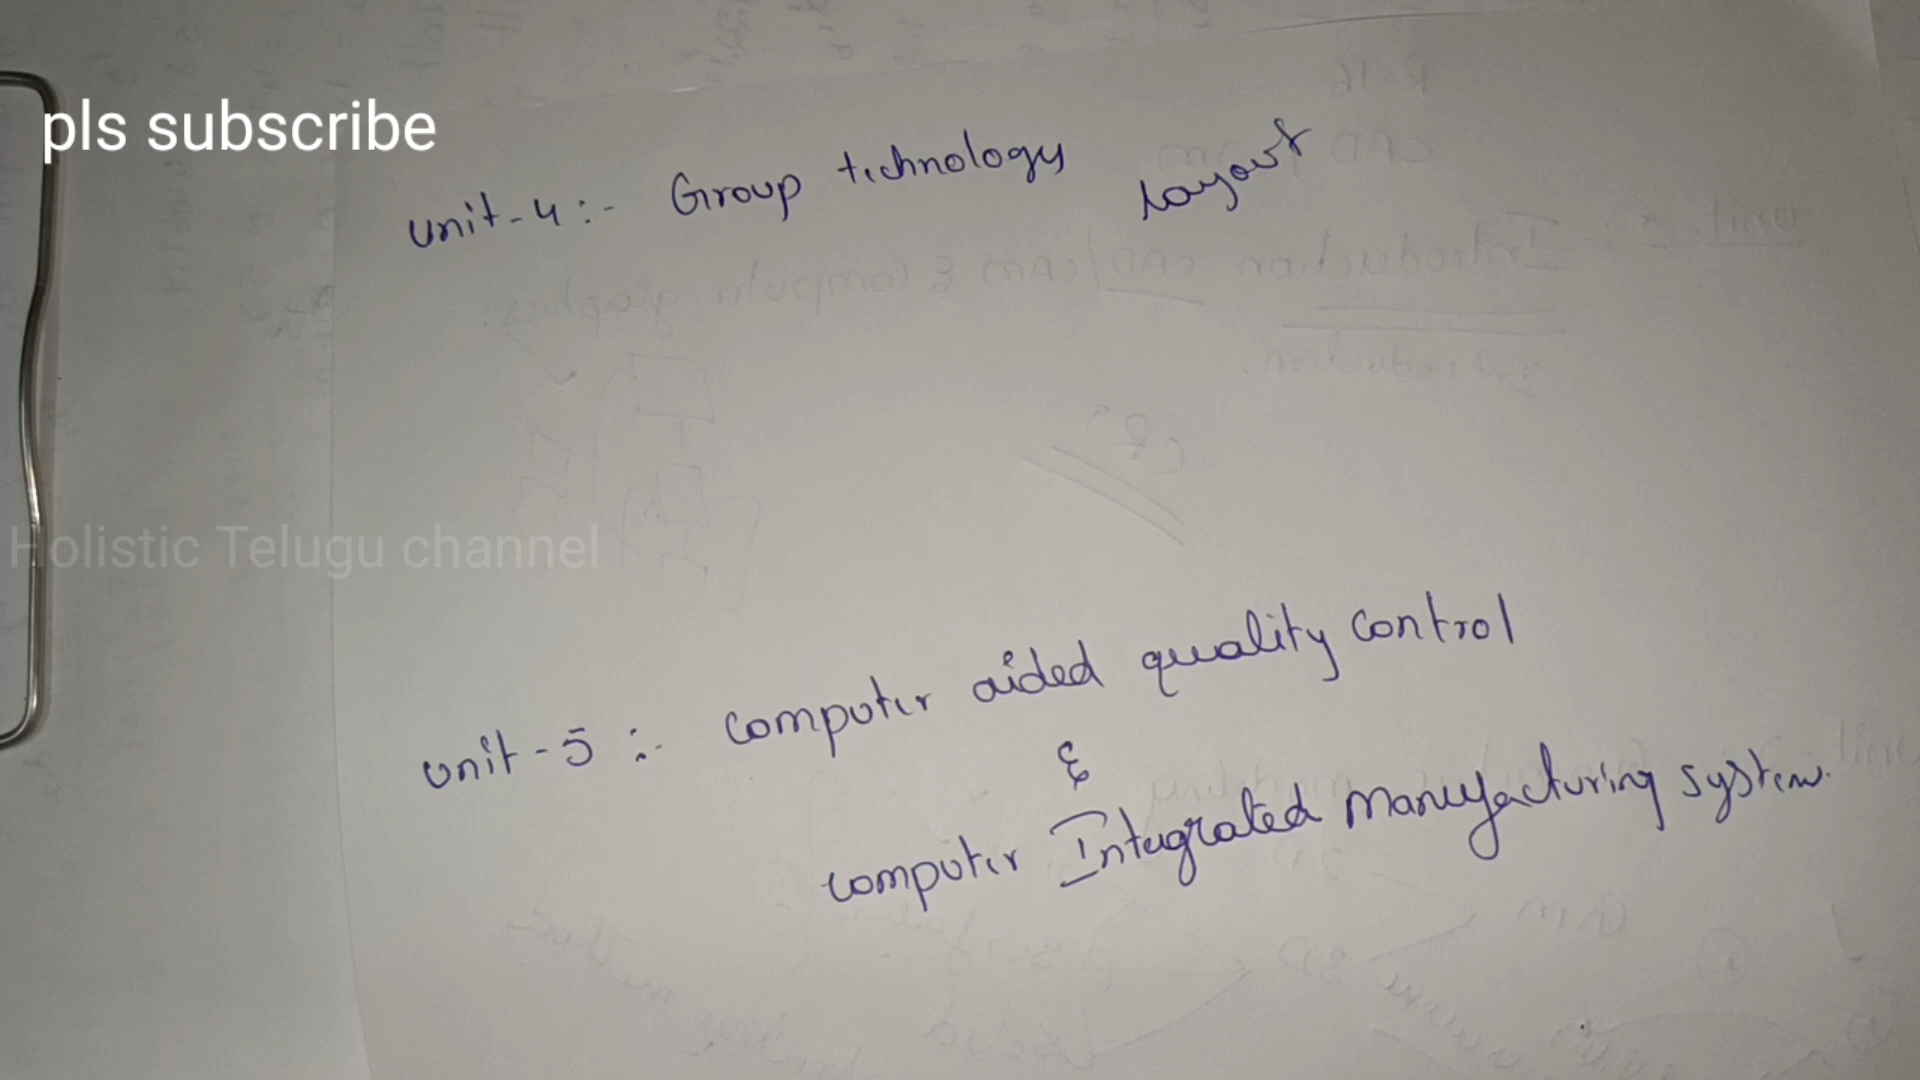 pls subscribe
unit-4:- Group technology Layout
Holistic Telugu channel
unit-5 :- computer aided quality control
&
computer Integrated Manufacturing system.